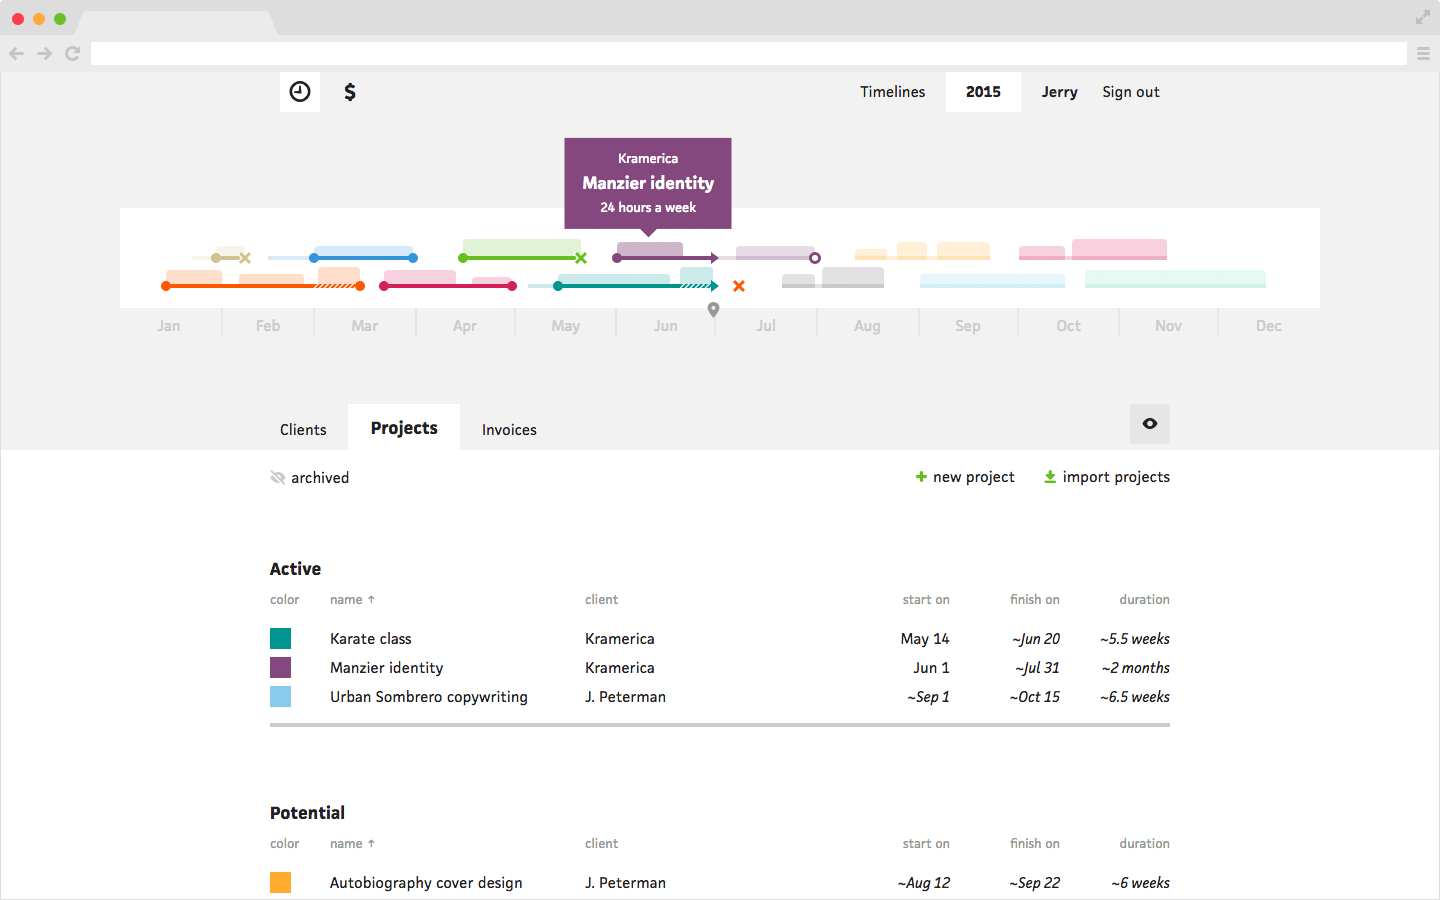 $ Timelines 2015 Jerry Sign out
Kramerica
Manzier identity
24 hours a week
Jan Feb Mar Apr May Jun Jul Aug Sep Oct Nov Dec
Clients Projects Invoices
archived + new project import projects
Active
color name ↑ client start on finish on duration
Karate class Kramerica May 14 ~Jun 20 ~5.5 weeks
Manzier identity Kramerica Jun 1 ~Jul 31 ~2 months
Urban Sombrero copywriting J. Peterman ~Sep 1 ~Oct 15 ~6.5 weeks
Potential
color name ↑ client start on finish on duration
Autobiography cover design J. Peterman ~Aug 12 ~Sep 22 ~6 weeks